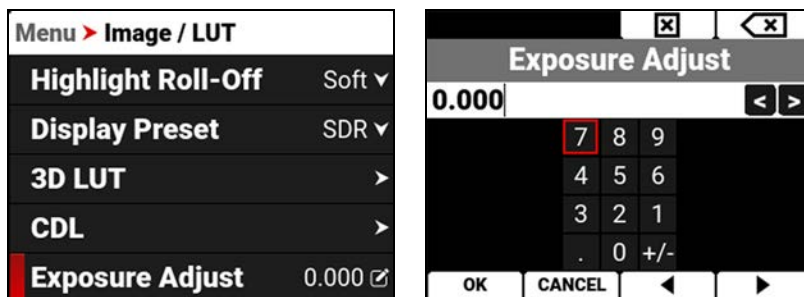 Menu > Image / LUT
Highlight Roll-Off Soft
Display Preset SDR
3D LUT >
CDL >
Exposure Adjust 0.000
Exposure Adjust
0.000 < >
7 8 9
4 5 6
3 2 1
. 0 +/-
OK CANCEL ◀ ▶